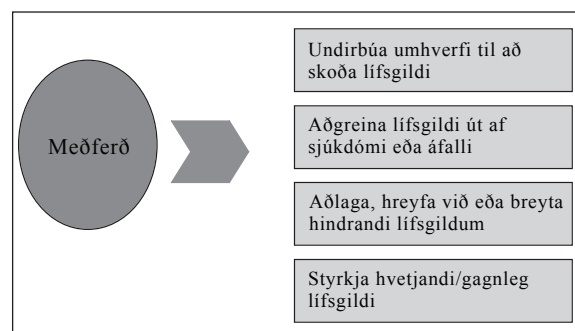 Meðferð
Undirbúa umhverfi til að
skoða lífsgildi
Aðgreina lífsgildi út af
sjúkdómi eða áfalli
Aðlaga, hreyfa við eða breyta
hindrandi lífsgildum
Styrkja hvetjandi/gagnleg
lífsgildi